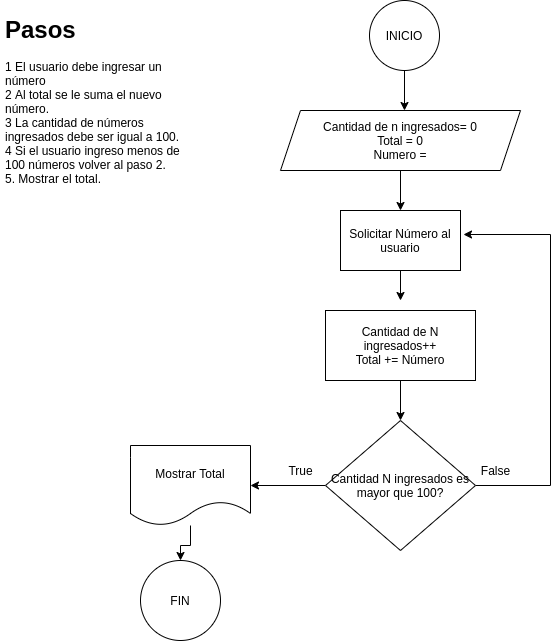 Pasos
1 El usuario debe ingresar un
número
2 Al total se le suma el nuevo
número.
3 La cantidad de números
ingresados debe ser igual a 100.
4 Si el usuario ingreso menos de
100 números volver al paso 2.
5. Mostrar el total.
INICIO
Cantidad de n ingresados= 0
Total = 0
Numero =
Solicitar Número al
usuario
Cantidad de N
ingresados++
Total += Número
Cantidad N ingresados es
mayor que 100?
True
False
Mostrar Total
FIN